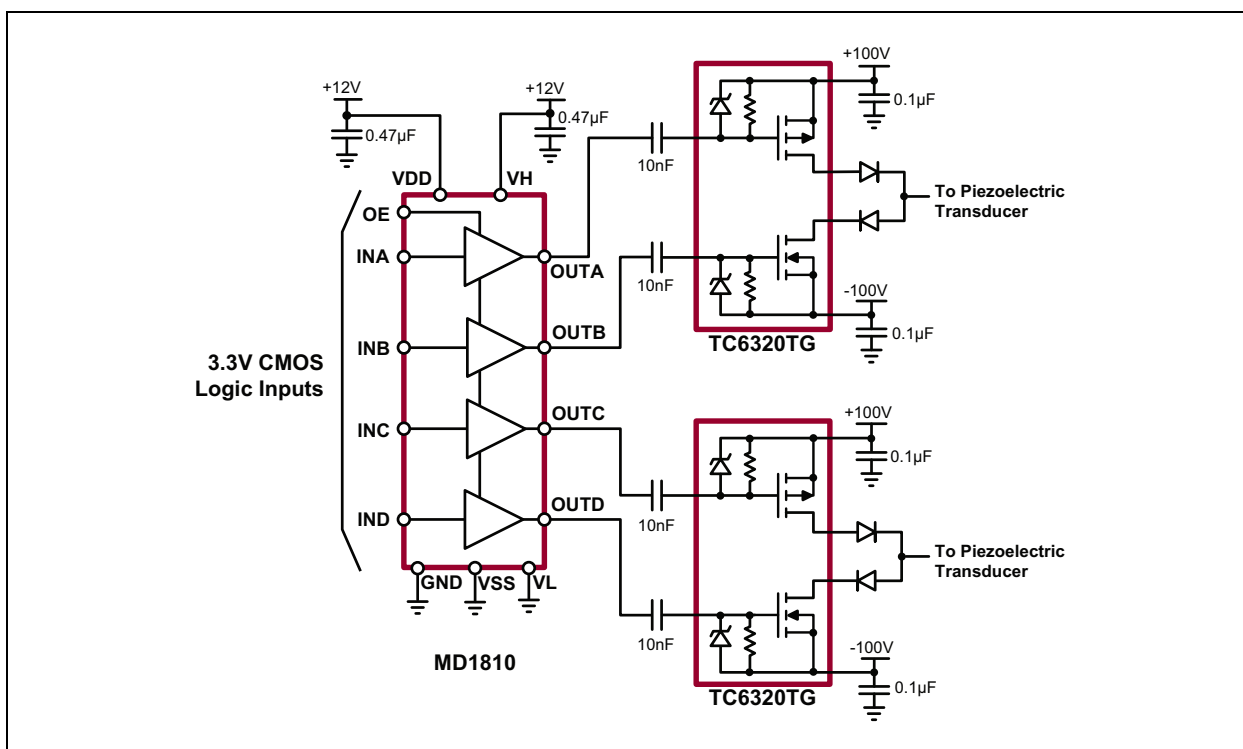 +12V
0.47µF
+12V
0.47µF
VDD
VH
OE
INA
INB
INC
IND
3.3V CMOS
Logic Inputs
OUTA
OUTB
OUTC
OUTD
GND
VSS
VL
MD1810
10nF
10nF
10nF
10nF
+100V
0.1µF
To Piezoelectric
Transducer
-100V
0.1µF
TC6320TG
+100V
0.1µF
To Piezoelectric
Transducer
-100V
0.1µF
TC6320TG